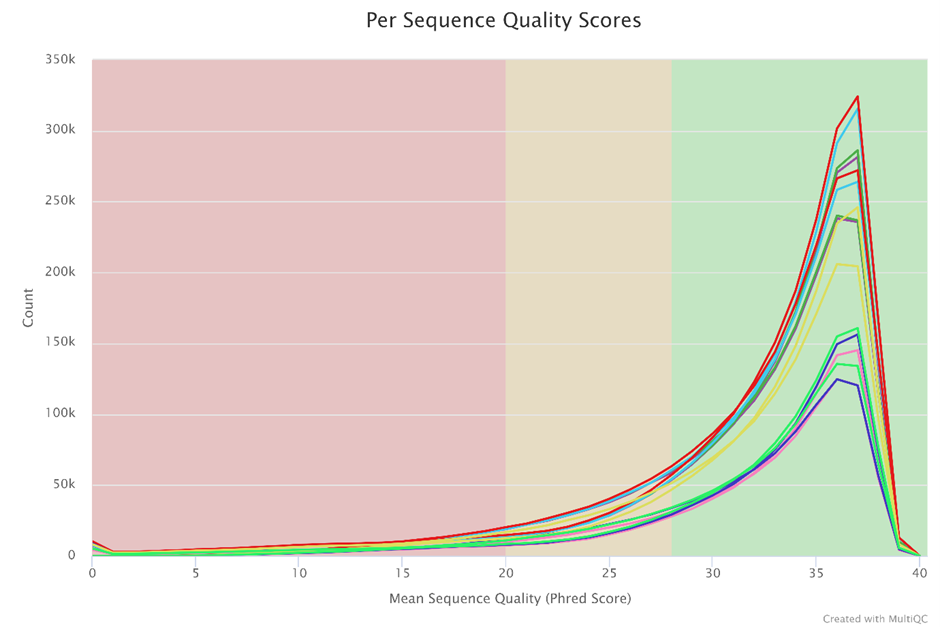 Per Sequence Quality Scores
350k
300k
250k
200k
150k
100k
50k
0
Count
0 5 10 15 20 25 30 35 40
Mean Sequence Quality (Phred Score)
Created with MultiQC